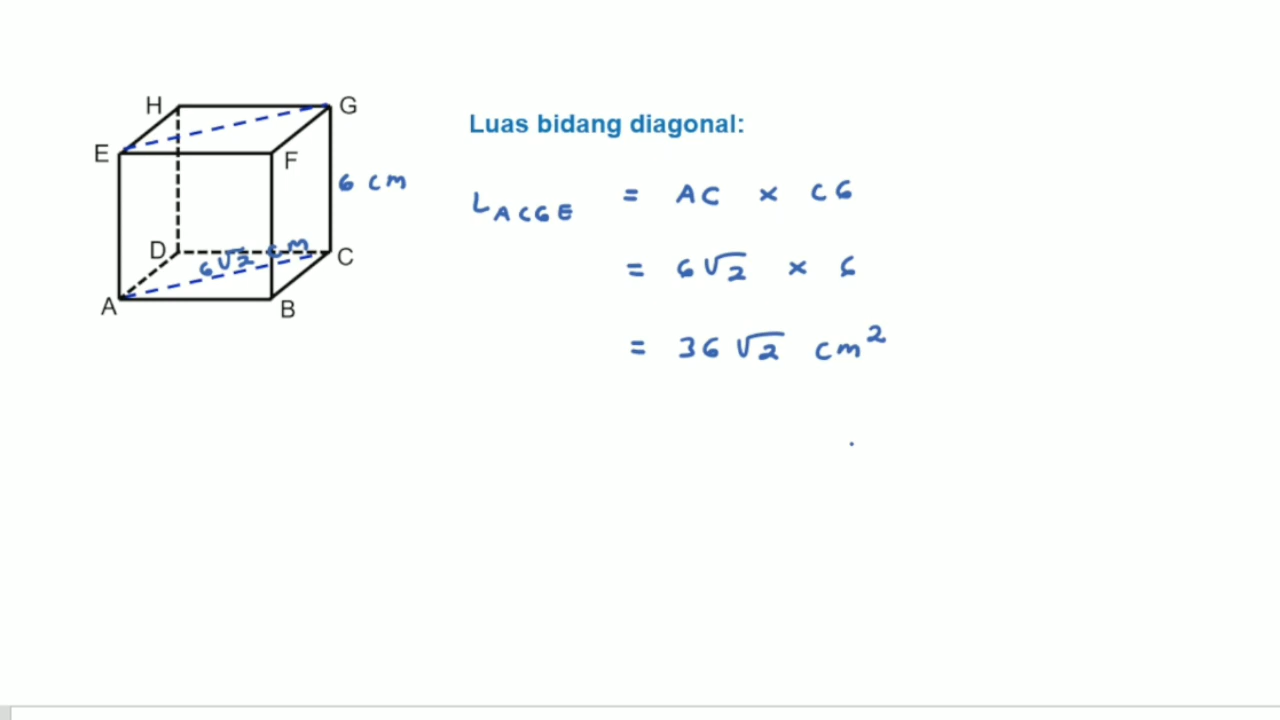 H G
E F
6 cm
D C
6√2 cm
A B
Luas bidang diagonal:
L ACGE = AC × CG
= 6√2 × 6
= 36√2 cm²